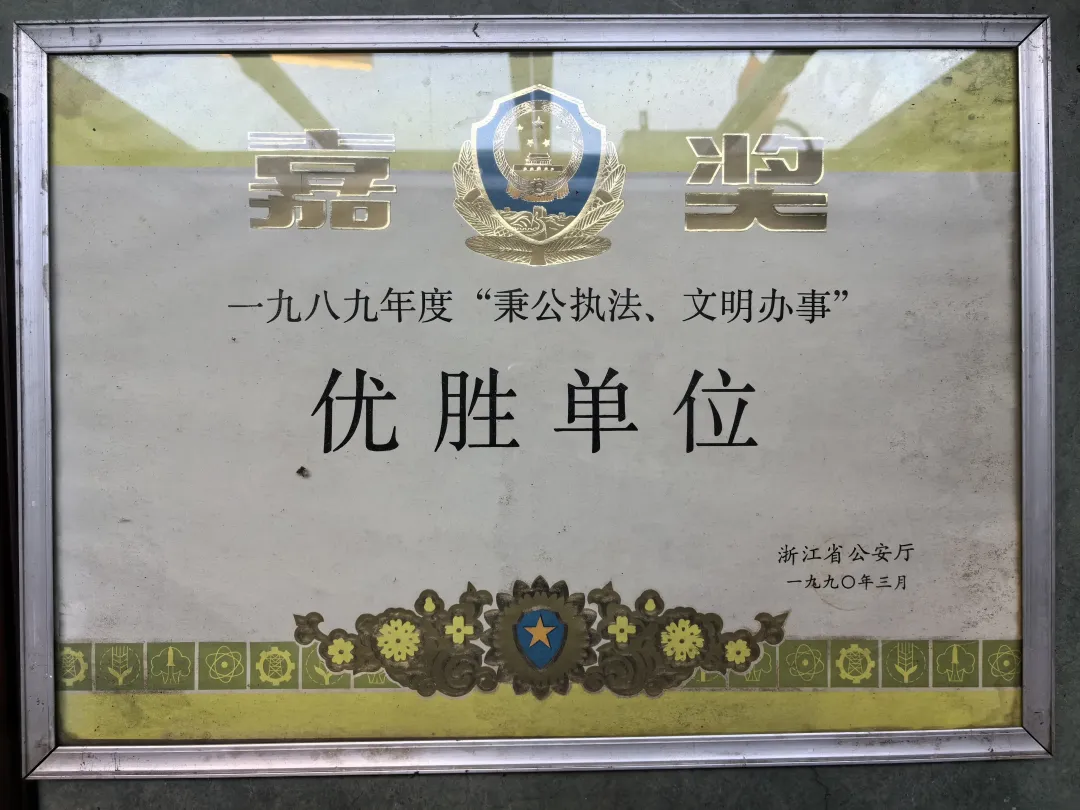 嘉奖
一九八九年度“秉公执法、文明办事”
优胜单位
浙江省公安厅
一九九〇年三月